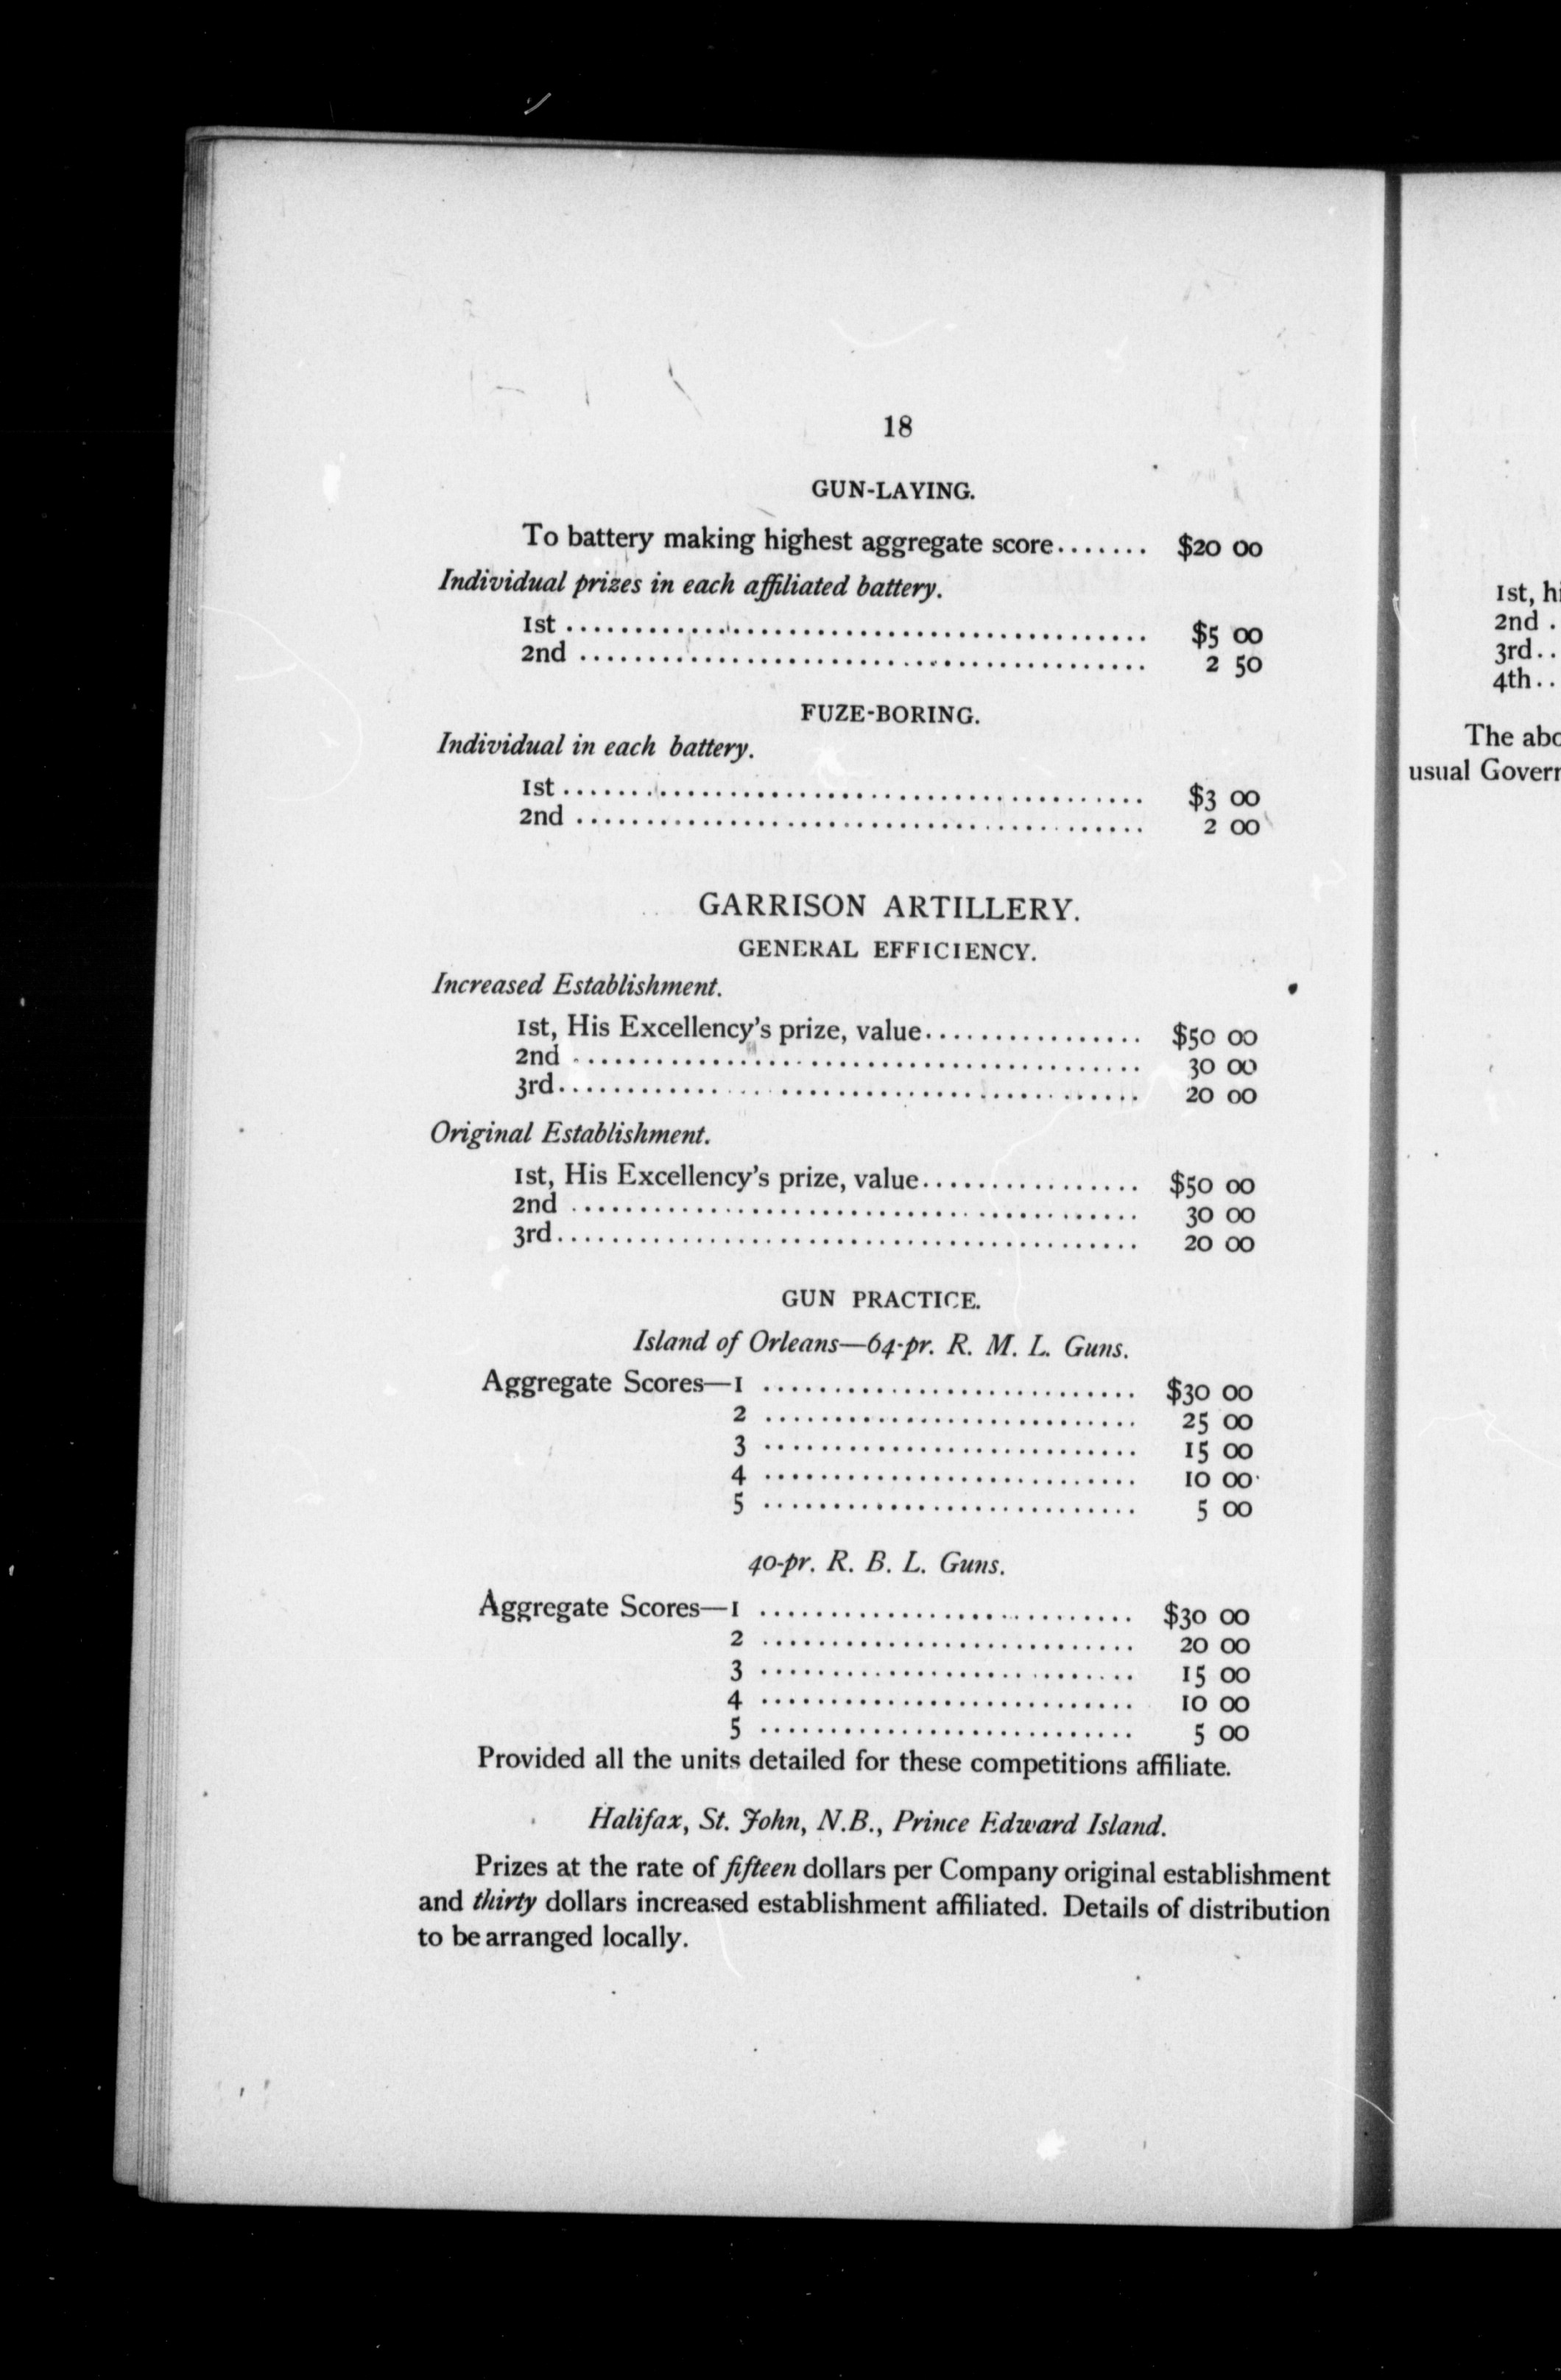 18
GUN-LAYING.
To battery making highest aggregate score....... $20 00
Individual prizes in each affiliated battery.
1st .......................................... $5 00
2nd ......................................... 2 50
FUZE-BORING.
Individual in each battery.
1st .......................................... $3 00
2nd ......................................... 2 00
GARRISON ARTILLERY.
GENERAL EFFICIENCY.
Increased Establishment.
1st, His Excellency's prize, value................ $50 00
2nd ......................................... 30 00
3rd.......................................... 20 00
Original Establishment.
1st, His Excellency's prize, value................ $50 00
2nd ......................................... 30 00
3rd.......................................... 20 00
GUN PRACTICE.
Island of Orleans—64-pr. R. M. L. Guns.
Aggregate Scores—1 ........................... $30 00
2 ........................... 25 00
3 ........................... 15 00
4 ........................... 10 00
5 ........................... 5 00
40-pr. R. B. L. Guns.
Aggregate Scores—1 ........................... $30 00
2 ........................... 20 00
3 ........................... 15 00
4 ........................... 10 00
5 ........................... 5 00
Provided all the units detailed for these competitions affiliate.
Halifax, St. John, N.B., Prince Edward Island.
Prizes at the rate of fifteen dollars per Company original establishment
and thirty dollars increased establishment affiliated. Details of distribution
to be arranged locally.
1st,
2nd .
3rd..
4th..
The
usual